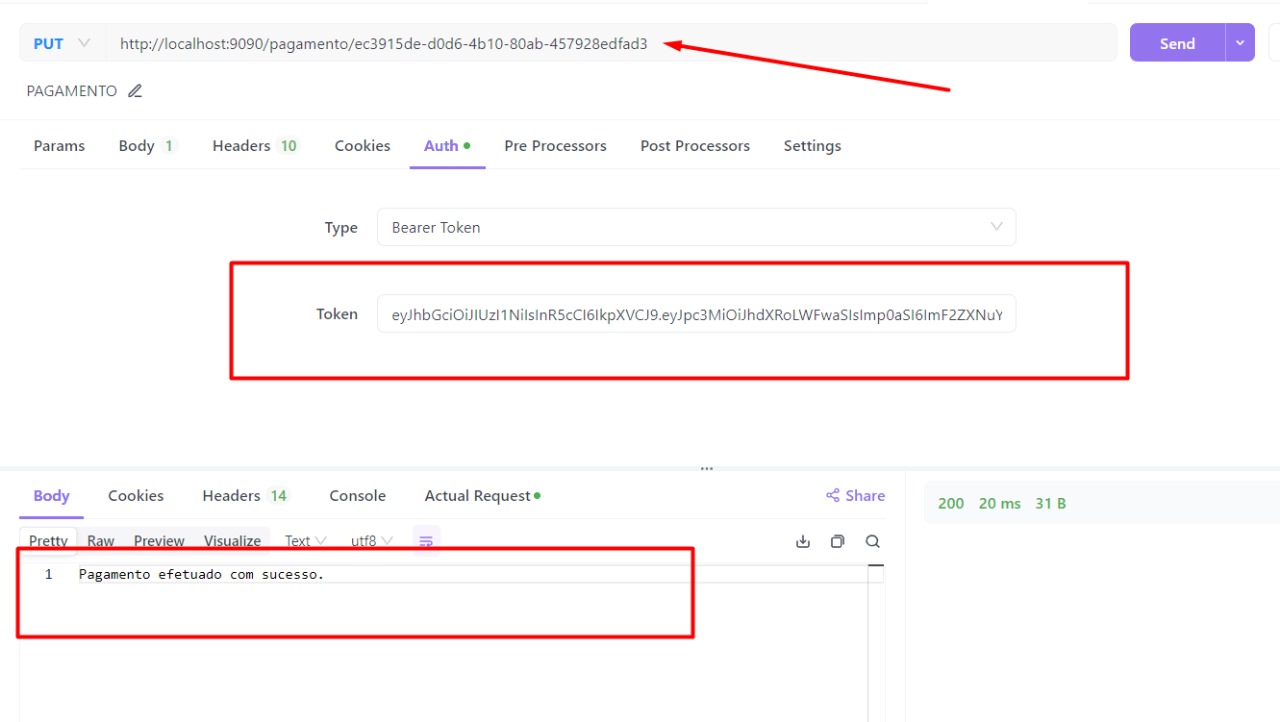 PUT http://localhost:9090/pagamento/ec3915de-d0d6-4b10-80ab-457928edfad3 Send
PAGAMENTO
Params Body 1 Headers 10 Cookies Auth Pre Processors Post Processors Settings
Type Bearer Token
Token eyJhbGciOiJIUzI1NiIsInR5cCI6IkpXVCJ9.eyJpc3MiOiJhdXRoLWFwaSIsImp0aSI6ImF2ZXNuY
Body Cookies Headers 14 Console Actual Request Share
200 20 ms 31 B
Pretty Raw Preview Visualize Text utf8
1 Pagamento efetuado com sucesso.